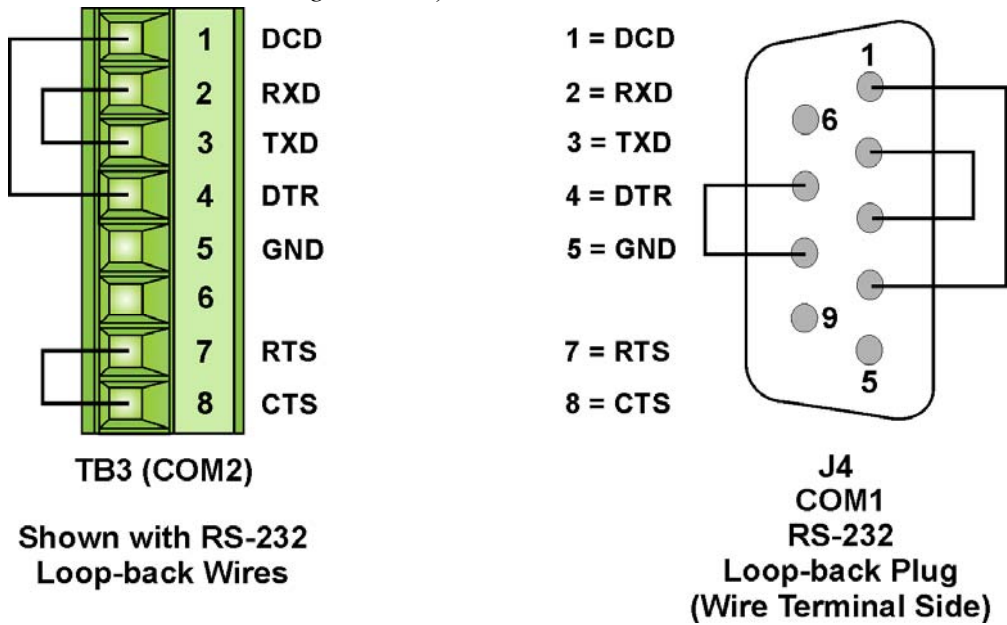 1 DCD
2 RXD
3 TXD
4 DTR
5 GND
6
7 RTS
8 CTS
TB3 (COM2)
Shown with RS-232
Loop-back Wires
1 = DCD
2 = RXD
3 = TXD
4 = DTR
5 = GND
7 = RTS
8 = CTS
1
6
9
5
J4
COM1
RS-232
Loop-back Plug
(Wire Terminal Side)